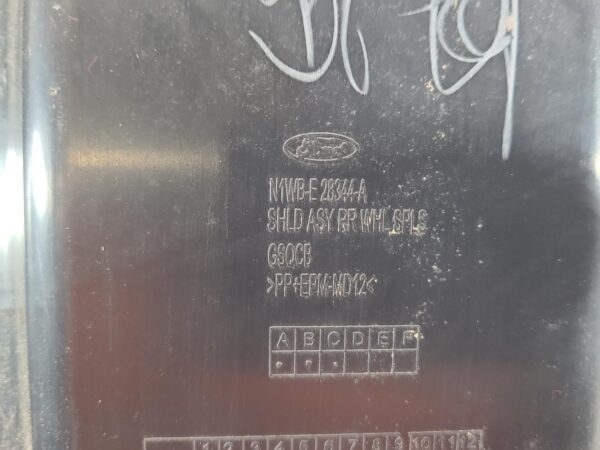 Ford
N1WB-E 28344-A
SHLD ASY RR WHL SPLS
GSQCB
>PP+EPM-MD12<
A B C D E F
1 2 3 4 5 6 7 8 9 10 11 12